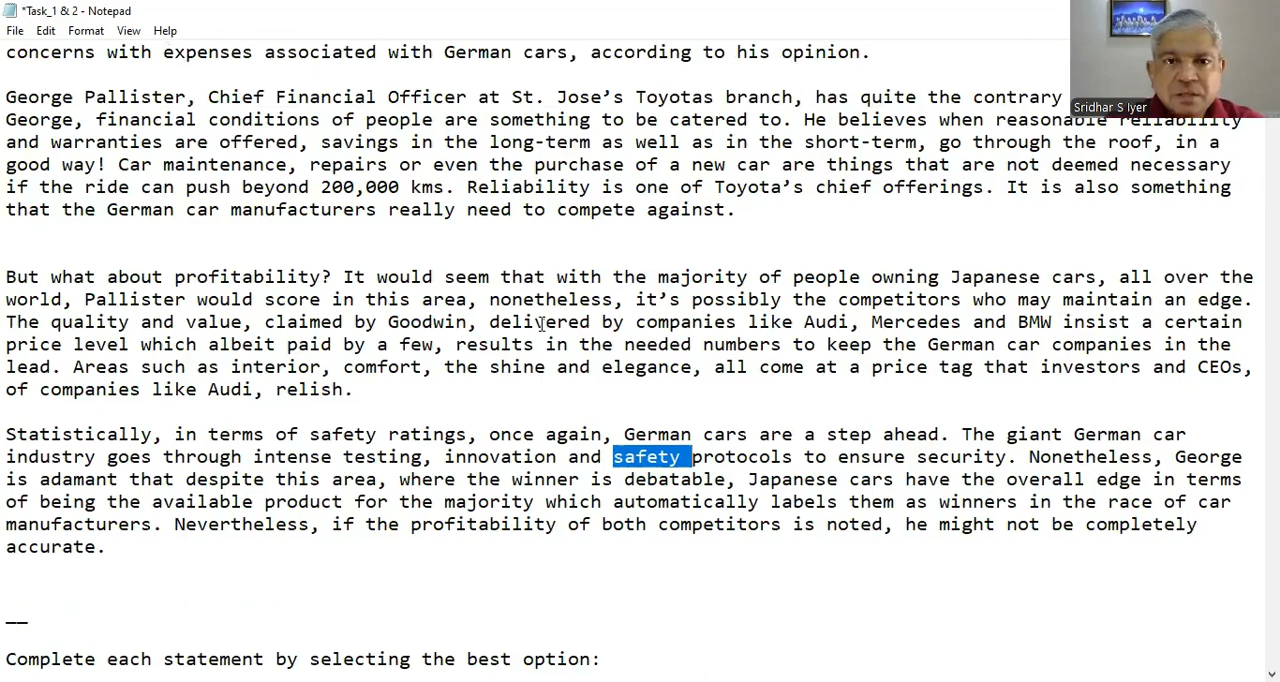 *Task_1 & 2 - Notepad
File Edit Format View Help
concerns with expenses associated with German cars, according to his opinion.
George Pallister, Chief Financial Officer at St. Jose’s Toyotas branch, has quite the contrary
George, financial conditions of people are something to be catered to. He believes when reasonable reliability
and warranties are offered, savings in the long-term as well as in the short-term, go through the roof, in a
good way! Car maintenance, repairs or even the purchase of a new car are things that are not deemed necessary
if the ride can push beyond 200,000 kms. Reliability is one of Toyota’s chief offerings. It is also something
that the German car manufacturers really need to compete against.
But what about profitability? It would seem that with the majority of people owning Japanese cars, all over the
world, Pallister would score in this area, nonetheless, it’s possibly the competitors who may maintain an edge.
The quality and value, claimed by Goodwin, delivered by companies like Audi, Mercedes and BMW insist a certain
price level which albeit paid by a few, results in the needed numbers to keep the German car companies in the
lead. Areas such as interior, comfort, the shine and elegance, all come at a price tag that investors and CEOs,
of companies like Audi, relish.
Statistically, in terms of safety ratings, once again, German cars are a step ahead. The giant German car
industry goes through intense testing, innovation and safety protocols to ensure security. Nonetheless, George
is adamant that despite this area, where the winner is debatable, Japanese cars have the overall edge in terms
of being the available product for the majority which automatically labels them as winners in the race of car
manufacturers. Nevertheless, if the profitability of both competitors is noted, he might not be completely
accurate.
__
Complete each statement by selecting the best option:
Sridhar S Iyer